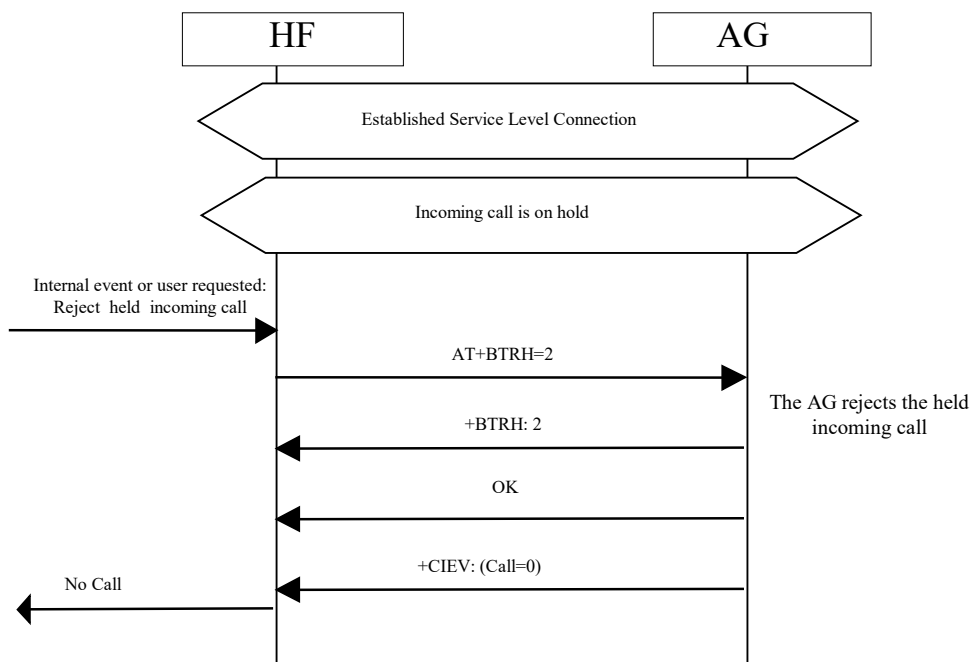 HF
AG
Established Service Level Connection
Incoming call is on hold
Internal event or user requested:
Reject held incoming call
AT+BTRH=2
The AG rejects the held
incoming call
+BTRH: 2
OK
+CIEV: (Call=0)
No Call